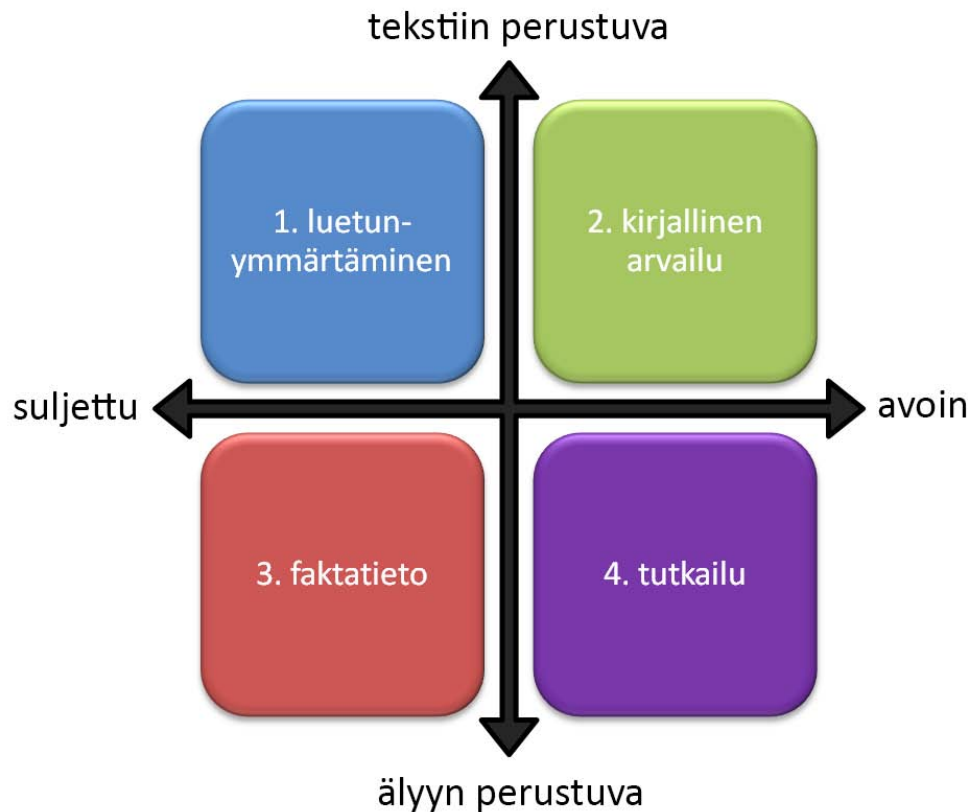 tekstiin perustuva
1. luetun-
ymmärtäminen
2. kirjallinen
arvailu
suljettu
avoin
3. faktatieto
4. tutkailu
älyyn perustuva